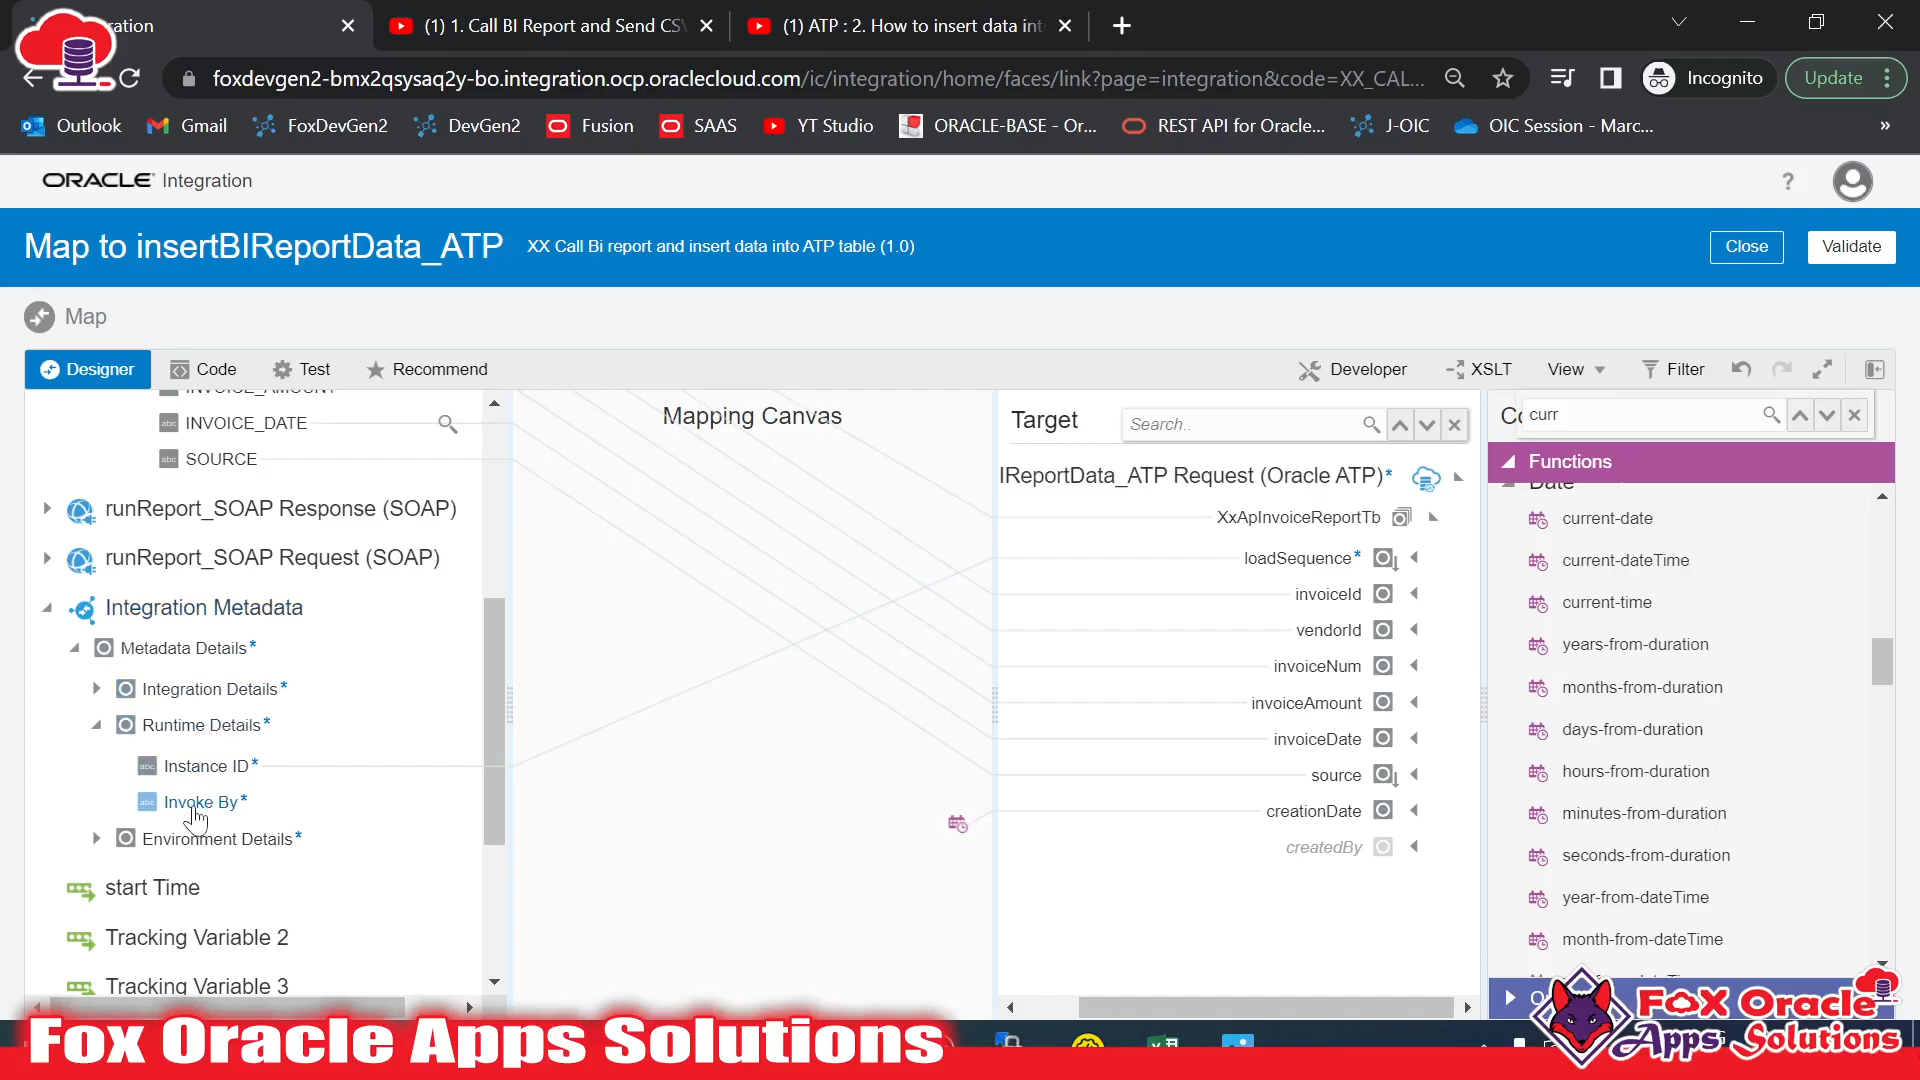 ration
(1) 1. Call BI Report and Send CSV
(1) ATP : 2. How to insert data int
foxdevgen2-bmx2qsysaq2y-bo.integration.ocp.oraclecloud.com/ic/integration/home/faces/link?page=integration&code=XX_CAL...
Incognito
Update
Outlook
Gmail
FoxDevGen2
DevGen2
Fusion
SAAS
YT Studio
ORACLE-BASE - Or...
REST API for Oracle...
J-OIC
OIC Session - Marc...
»
ORACLE Integration
?
Map to insertBIReportData_ATP
XX Call Bi report and insert data into ATP table (1.0)
Close
Validate
Map
Designer
Code
Test
Recommend
Developer
XSLT
View
Filter
INVOICE_AMOUNT
abc INVOICE_DATE
abc SOURCE
runReport_SOAP Response (SOAP)
runReport_SOAP Request (SOAP)
Integration Metadata
Metadata Details*
Integration Details*
Runtime Details*
abc Instance ID*
abc Invoke By*
Environment Details*
start Time
Tracking Variable 2
Tracking Variable 3
Mapping Canvas
Target
Search..
IReportData_ATP Request (Oracle ATP)*
XxApInvoiceReportTb
loadSequence*
invoiceId
vendorId
invoiceNum
invoiceAmount
invoiceDate
source
creationDate
createdBy
curr
Functions
Date
current-date
current-dateTime
current-time
years-from-duration
months-from-duration
days-from-duration
hours-from-duration
minutes-from-duration
seconds-from-duration
year-from-dateTime
month-from-dateTime
Fox Oracle Apps Solutions
FoX Oracle
Apps Solutions